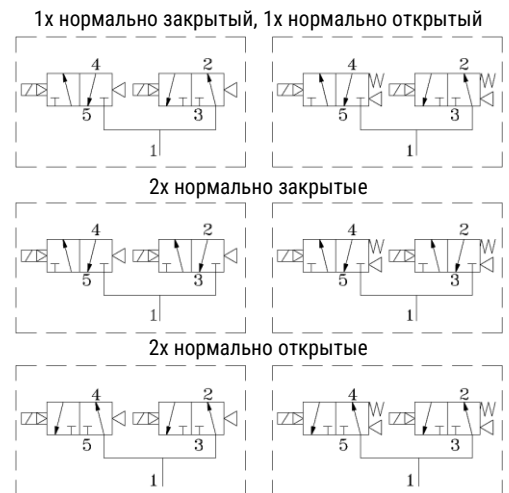 1х нормально закрытый, 1х нормально открытый
4 2 4 2
5 3 5 3
1 1
2х нормально закрытые
4 2 4 2
5 3 5 3
1 1
2х нормально открытые
4 2 4 2
5 3 5 3
1 1